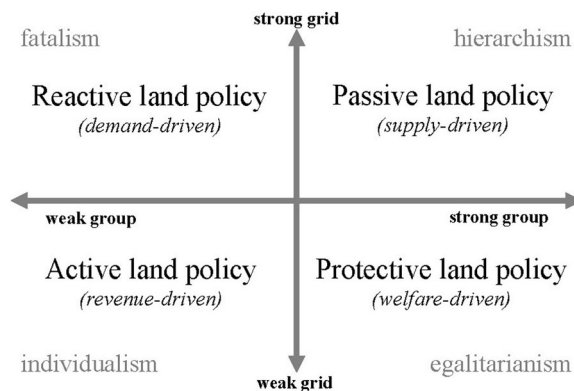 strong grid
fatalism
hierarchism
Reactive land policy
(demand-driven)
Passive land policy
(supply-driven)
weak group
strong group
Active land policy
(revenue-driven)
Protective land policy
(welfare-driven)
individualism
egalitarianism
weak grid